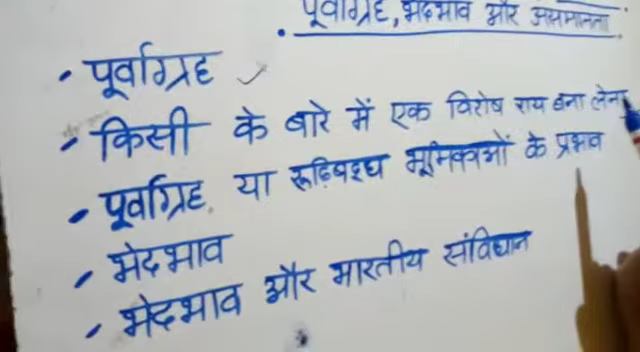 पूर्वाग्रह, भेदभाव और असमानता
• पूर्वाग्रह ✓
• किसी के बारे में एक विशेष राय बना लेना
• पूर्वाग्रह या रूढ़िबद्ध भूमिकाओं के प्रभाव
• भेदभाव
• भेदभाव और भारतीय संविधान